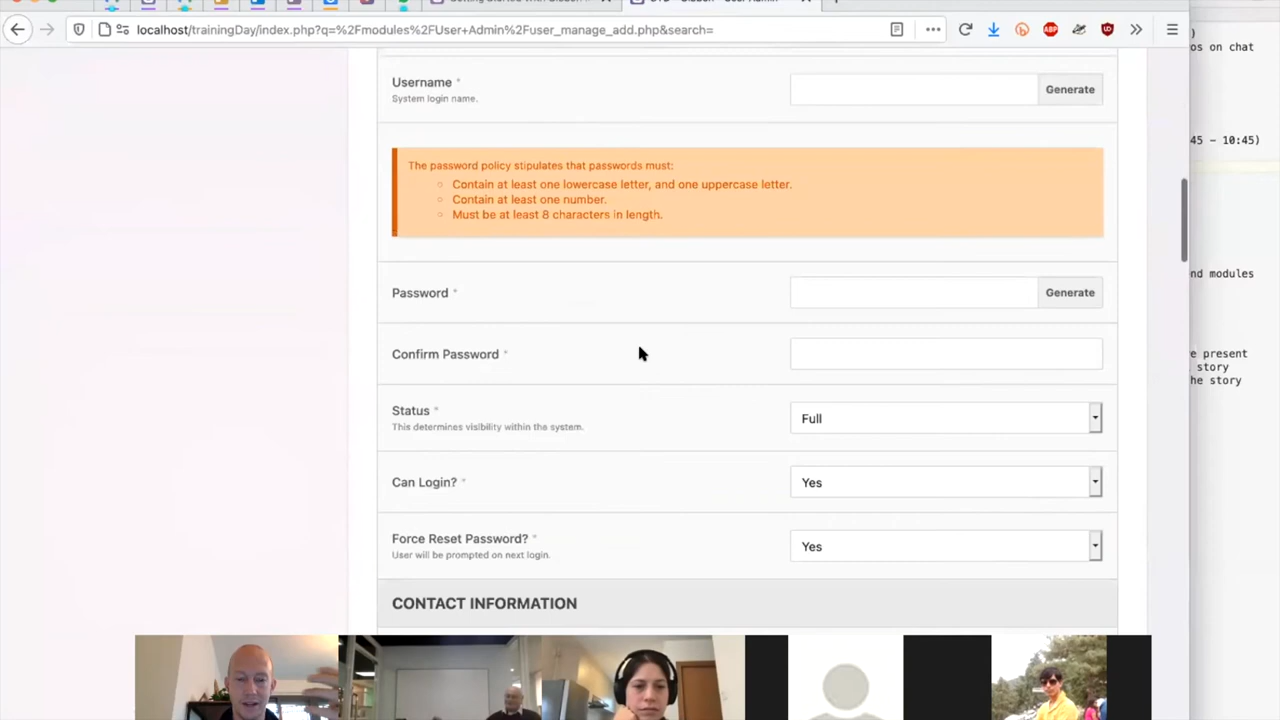 localhost/trainingDay/index.php?q=%2Fmodules%2FUser+Admin%2Fuser_manage_add.php&search=
os on chat
Username *
System login name.
Generate
45 - 10:45)
The password policy stipulates that passwords must:
Contain at least one lowercase letter, and one uppercase letter.
Contain at least one number.
Must be at least 8 characters in length.
nd modules
Password *
Generate
Confirm Password *
e present
story
he story
Status *
This determines visibility within the system.
Full
Can Login? *
Yes
Force Reset Password? *
User will be prompted on next login.
Yes
CONTACT INFORMATION
ABP